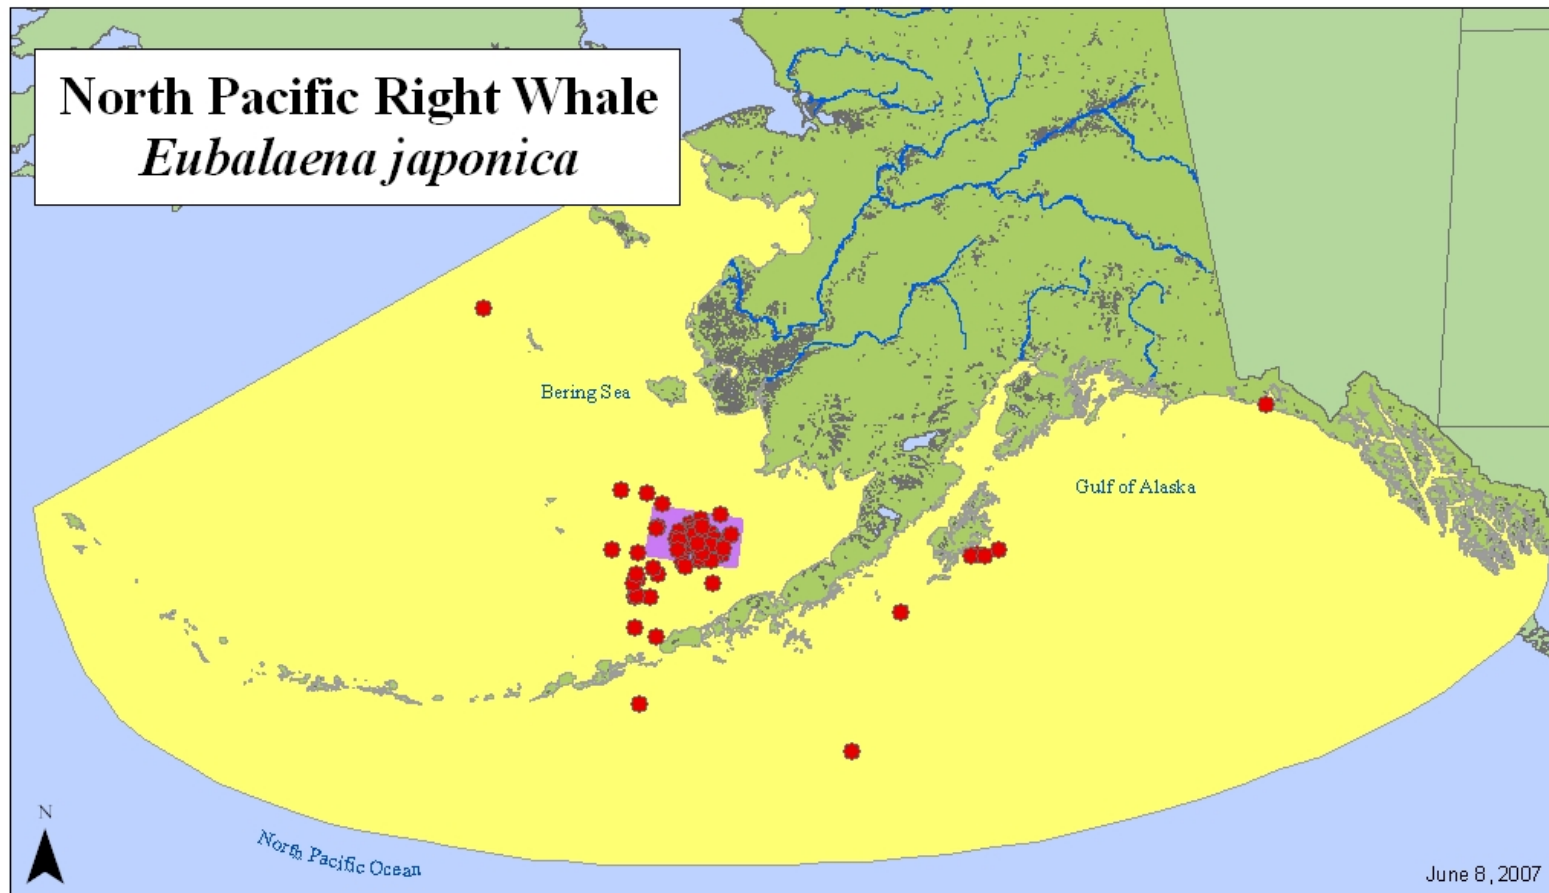 North Pacific Right Whale
Eubalaena japonica
Bering Sea
Gulf of Alaska
N
North Pacific Ocean
June 8, 2007